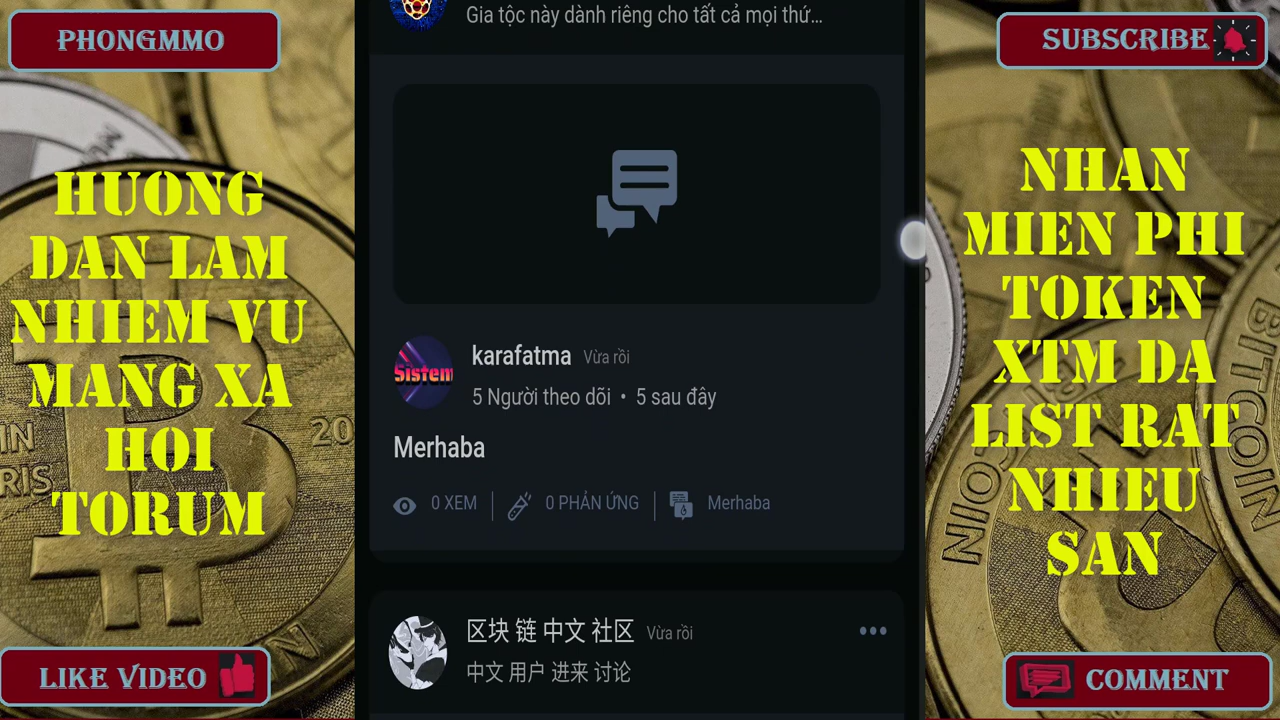 PHONGMMO
HUONG
DAN LAM
NHIEM VU
MANG XA
HOI
TORUM
LIKE VIDEO
Gia tộc này dành riêng cho tất cả mọi thứ...
karafatma Vừa rồi
5 Người theo dõi • 5 sau đây
Merhaba
0 XEM | 0 PHẢN ỨNG | Merhaba
区块 链 中文 社区 Vừa rồi
中文 用户 进来 讨论
SUBSCRIBE
NHAN
MIEN PHI
TOKEN
XTM DA
LIST RAT
NHIEU
SAN
COMMENT
Sistem
BITCOIN
20